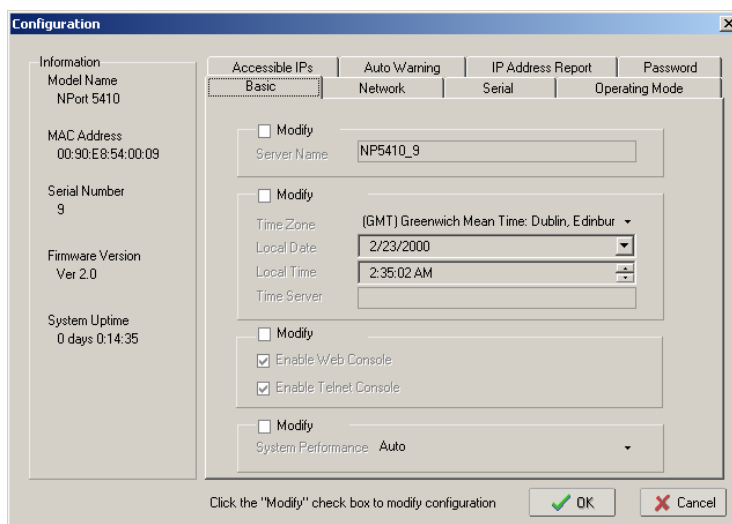 Configuration
Information
Model Name
NPort 5410
MAC Address
00:90:E8:54:00:09
Serial Number
9
Firmware Version
Ver 2.0
System Uptime
0 days 0:14:35
Accessible IPs
Auto Warning
IP Address Report
Password
Basic
Network
Serial
Operating Mode
Modify
Server Name
NP5410_9
Modify
Time Zone
(GMT) Greenwich Mean Time: Dublin, Edinbur
Local Date
2/23/2000
Local Time
2:35:02 AM
Time Server
Modify
Enable Web Console
Enable Telnet Console
Modify
System Performance
Auto
Click the "Modify" check box to modify configuration
OK
Cancel